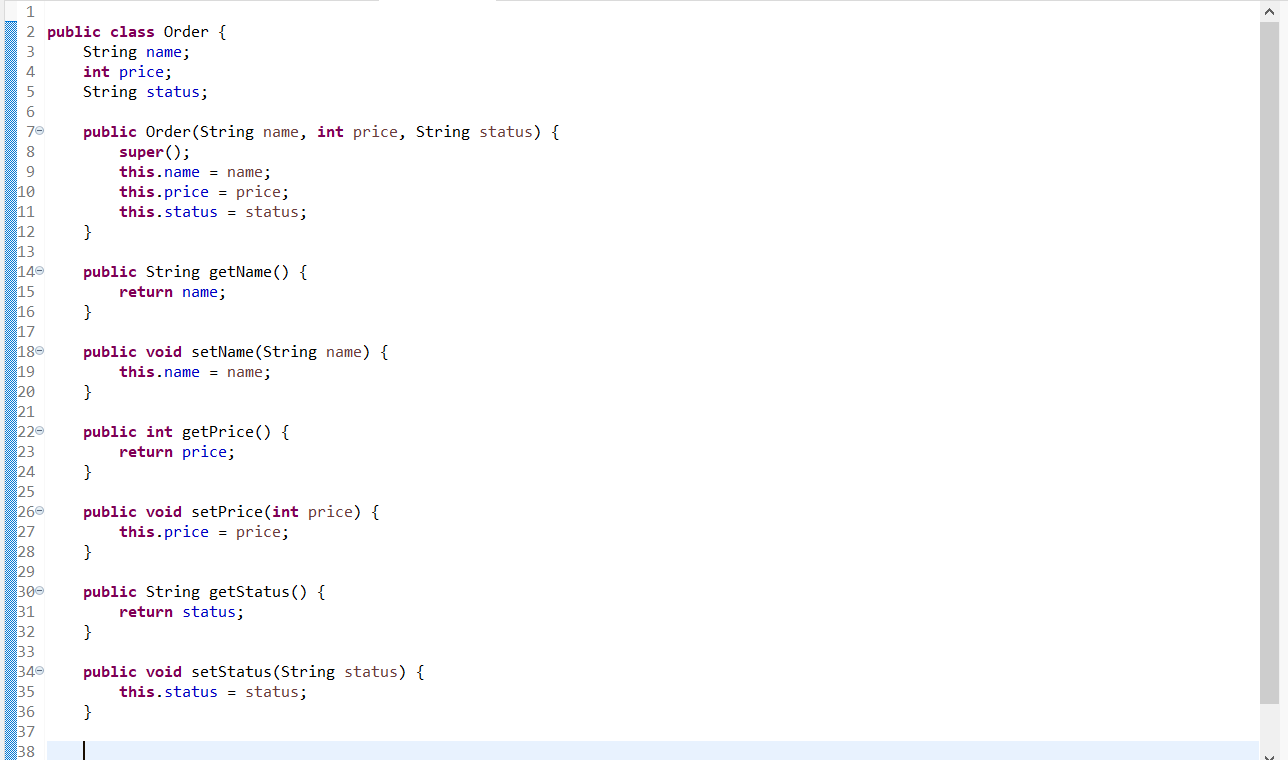 1
2 public class Order {
3     String name;
4     int price;
5     String status;
6
7     public Order(String name, int price, String status) {
8         super();
9         this.name = name;
10         this.price = price;
11         this.status = status;
12     }
13
14     public String getName() {
15         return name;
16     }
17
18     public void setName(String name) {
19         this.name = name;
20     }
21
22     public int getPrice() {
23         return price;
24     }
25
26     public void setPrice(int price) {
27         this.price = price;
28     }
29
30     public String getStatus() {
31         return status;
32     }
33
34     public void setStatus(String status) {
35         this.status = status;
36     }
37
38